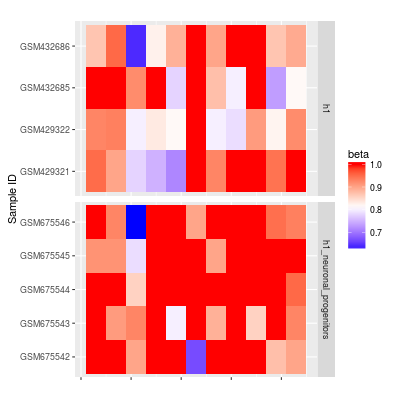 GSM432686
GSM432685
GSM429322
GSM429321
h1
GSM675546
GSM675545
GSM675544
GSM675543
GSM675542
h1_neuronal_progenitors
Sample ID
beta
1.0
0.9
0.8
0.7